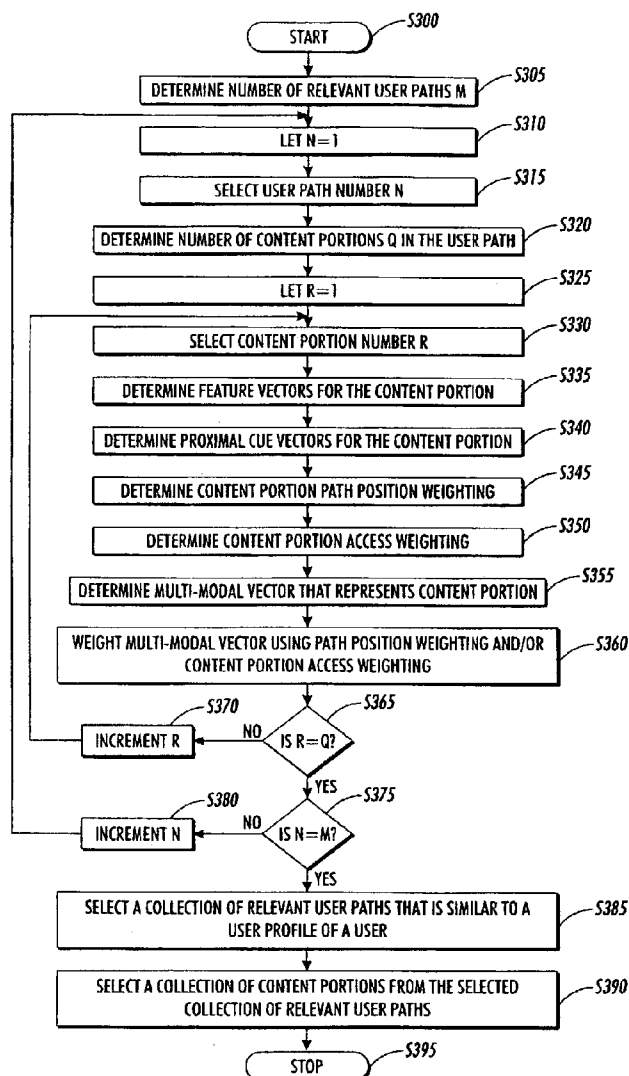 START
S300
DETERMINE NUMBER OF RELEVANT USER PATHS M
S305
LET N=1
S310
SELECT USER PATH NUMBER N
S315
DETERMINE NUMBER OF CONTENT PORTIONS Q IN THE USER PATH
S320
LET R=1
S325
SELECT CONTENT PORTION NUMBER R
S330
DETERMINE FEATURE VECTORS FOR THE CONTENT PORTION
S335
DETERMINE PROXIMAL CUE VECTORS FOR THE CONTENT PORTION
S340
DETERMINE CONTENT PORTION PATH POSITION WEIGHTING
S345
DETERMINE CONTENT PORTION ACCESS WEIGHTING
S350
DETERMINE MULTI-MODAL VECTOR THAT REPRESENTS CONTENT PORTION
S355
WEIGHT MULTI-MODAL VECTOR USING PATH POSITION WEIGHTING AND/OR
CONTENT PORTION ACCESS WEIGHTING
S360
IS R=Q?
S365
NO
INCREMENT R
S370
YES
IS N=M?
S375
NO
INCREMENT N
S380
YES
SELECT A COLLECTION OF RELEVANT USER PATHS THAT IS SIMILAR TO A
USER PROFILE OF A USER
S385
SELECT A COLLECTION OF CONTENT PORTIONS FROM THE SELECTED
COLLECTION OF RELEVANT USER PATHS
S390
STOP
S395